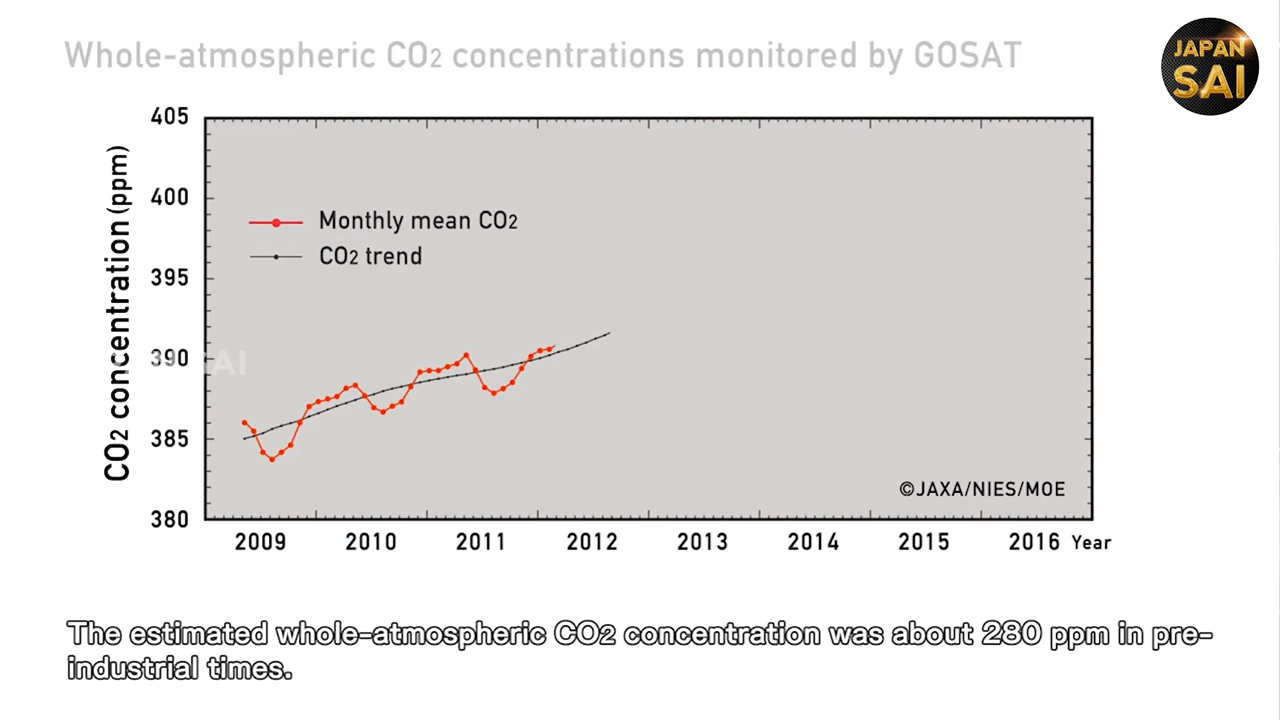 Whole-atmospheric CO2 concentrations monitored by GOSAT
JAPAN
SAI
405
400
395
390
385
380
CO2 concentration (ppm)
Monthly mean CO2
CO2 trend
©JAXA/NIES/MOE
2009 2010 2011 2012 2013 2014 2015 2016 Year
The estimated whole-atmospheric CO2 concentration was about 280 ppm in pre-
industrial times.